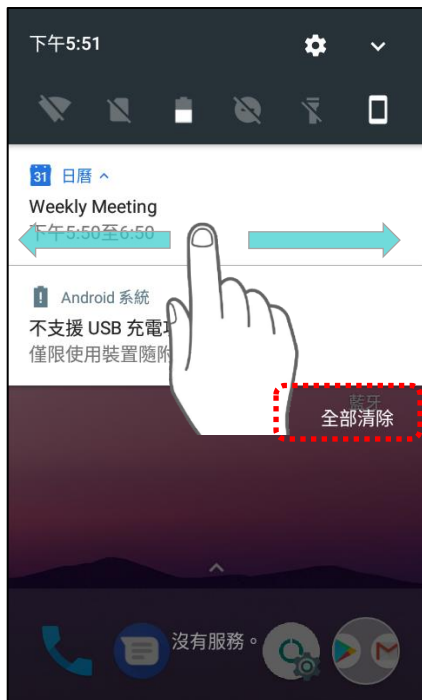 下午5:51
31 日曆
Weekly Meeting
下午5:50至6:50
Android 系統
不支援 USB 充電
僅限使用裝置隨附
藍牙
全部清除
沒有服務。